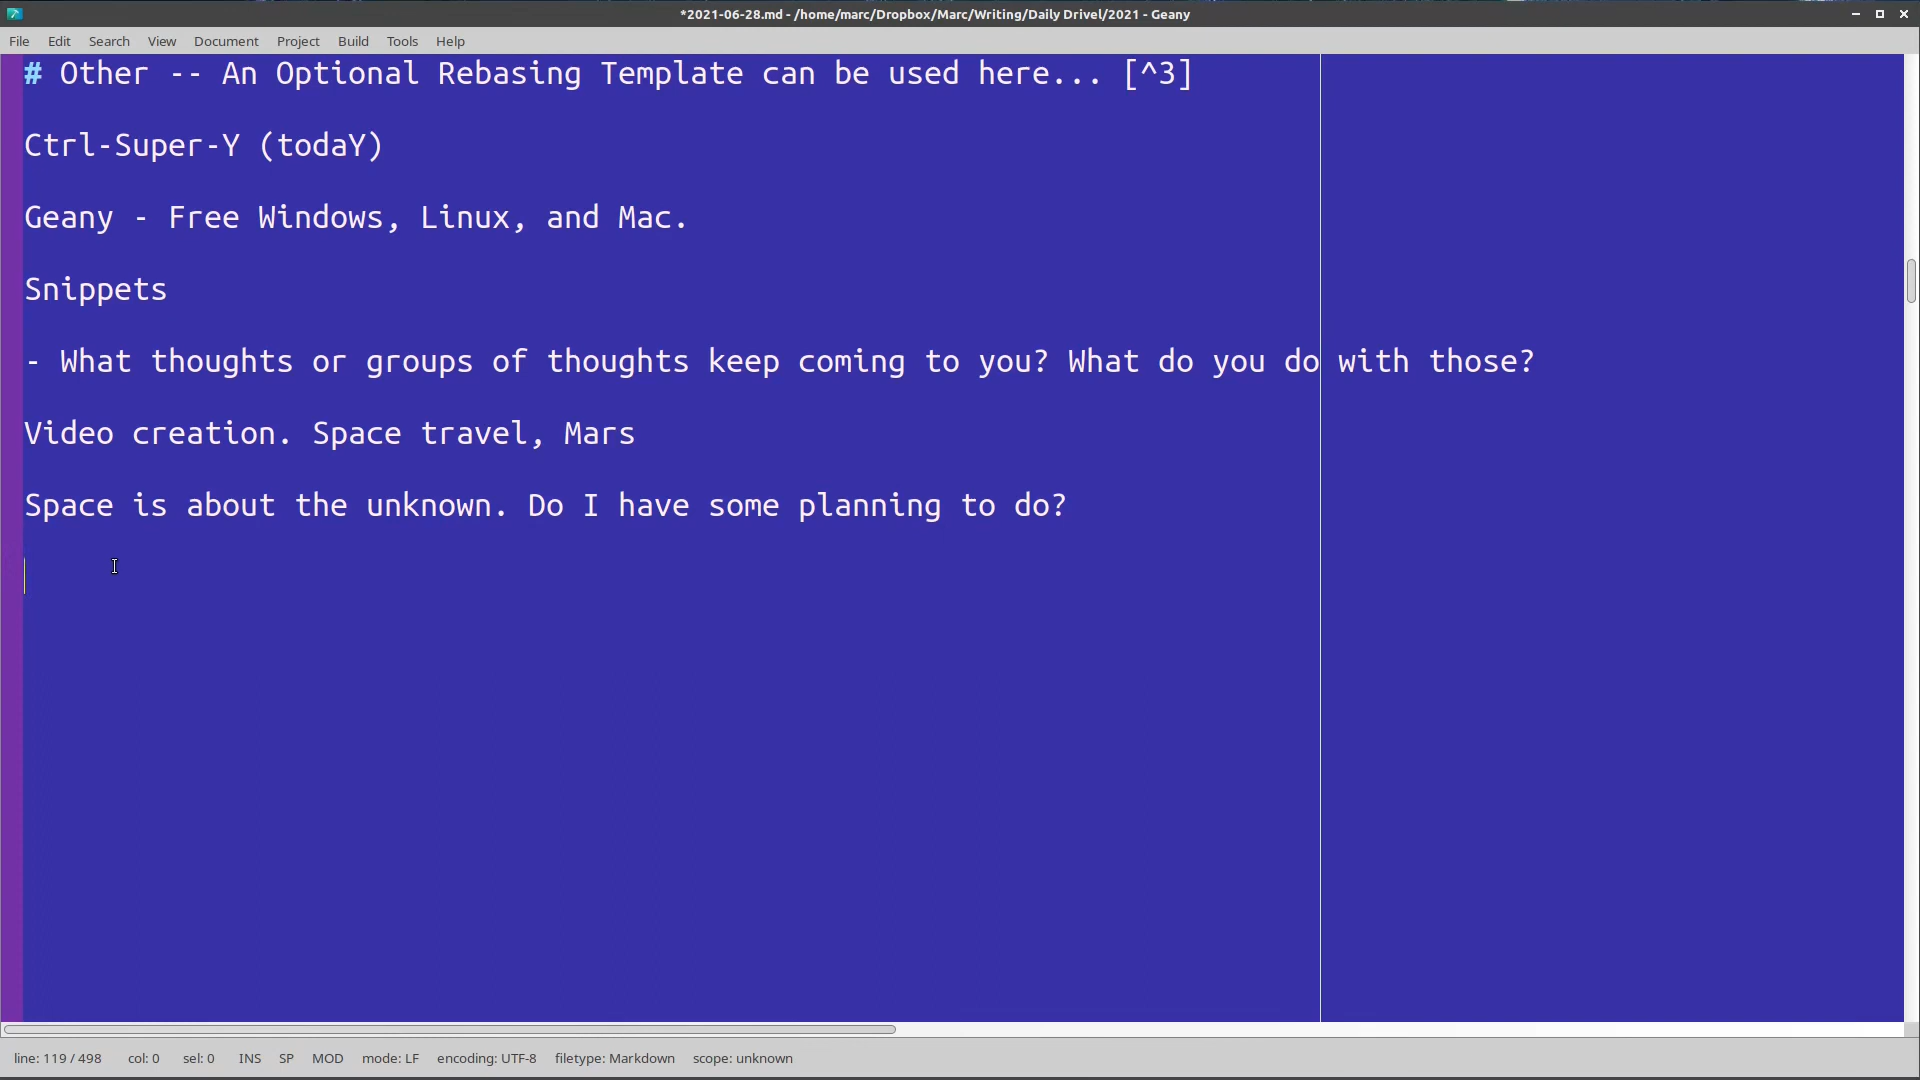 *2021-06-28.md - /home/marc/Dropbox/Marc/Writing/Daily Drivel/2021 - Geany
File Edit Search View Document Project Build Tools Help
# Other -- An Optional Rebasing Template can be used here... [^3]
Ctrl-Super-Y (todaY)
Geany - Free Windows, Linux, and Mac.
Snippets
- What thoughts or groups of thoughts keep coming to you? What do you do with those?
Video creation. Space travel, Mars
Space is about the unknown. Do I have some planning to do?
line: 119 / 498 col: 0 sel: 0 INS SP MOD mode: LF encoding: UTF-8 filetype: Markdown scope: unknown